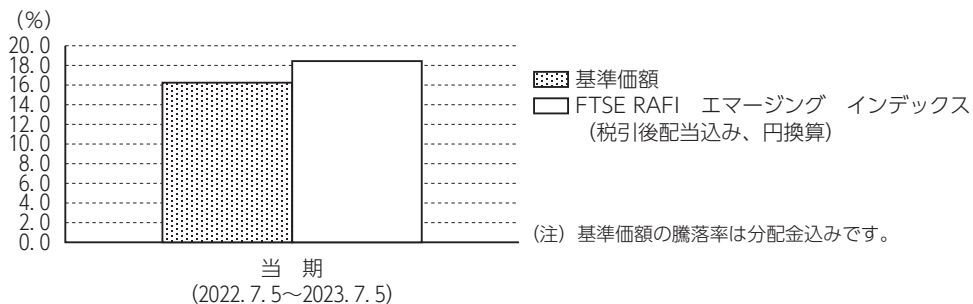 (%)
20.0
18.0
16.0
14.0
12.0
10.0
8.0
6.0
4.0
2.0
0.0
基準価額
FTSE RAFI エマージング インデックス
(税引後配当込み、円換算)
(注) 基準価額の騰落率は分配金込みです。
当 期
(2022.7.5～2023.7.5)